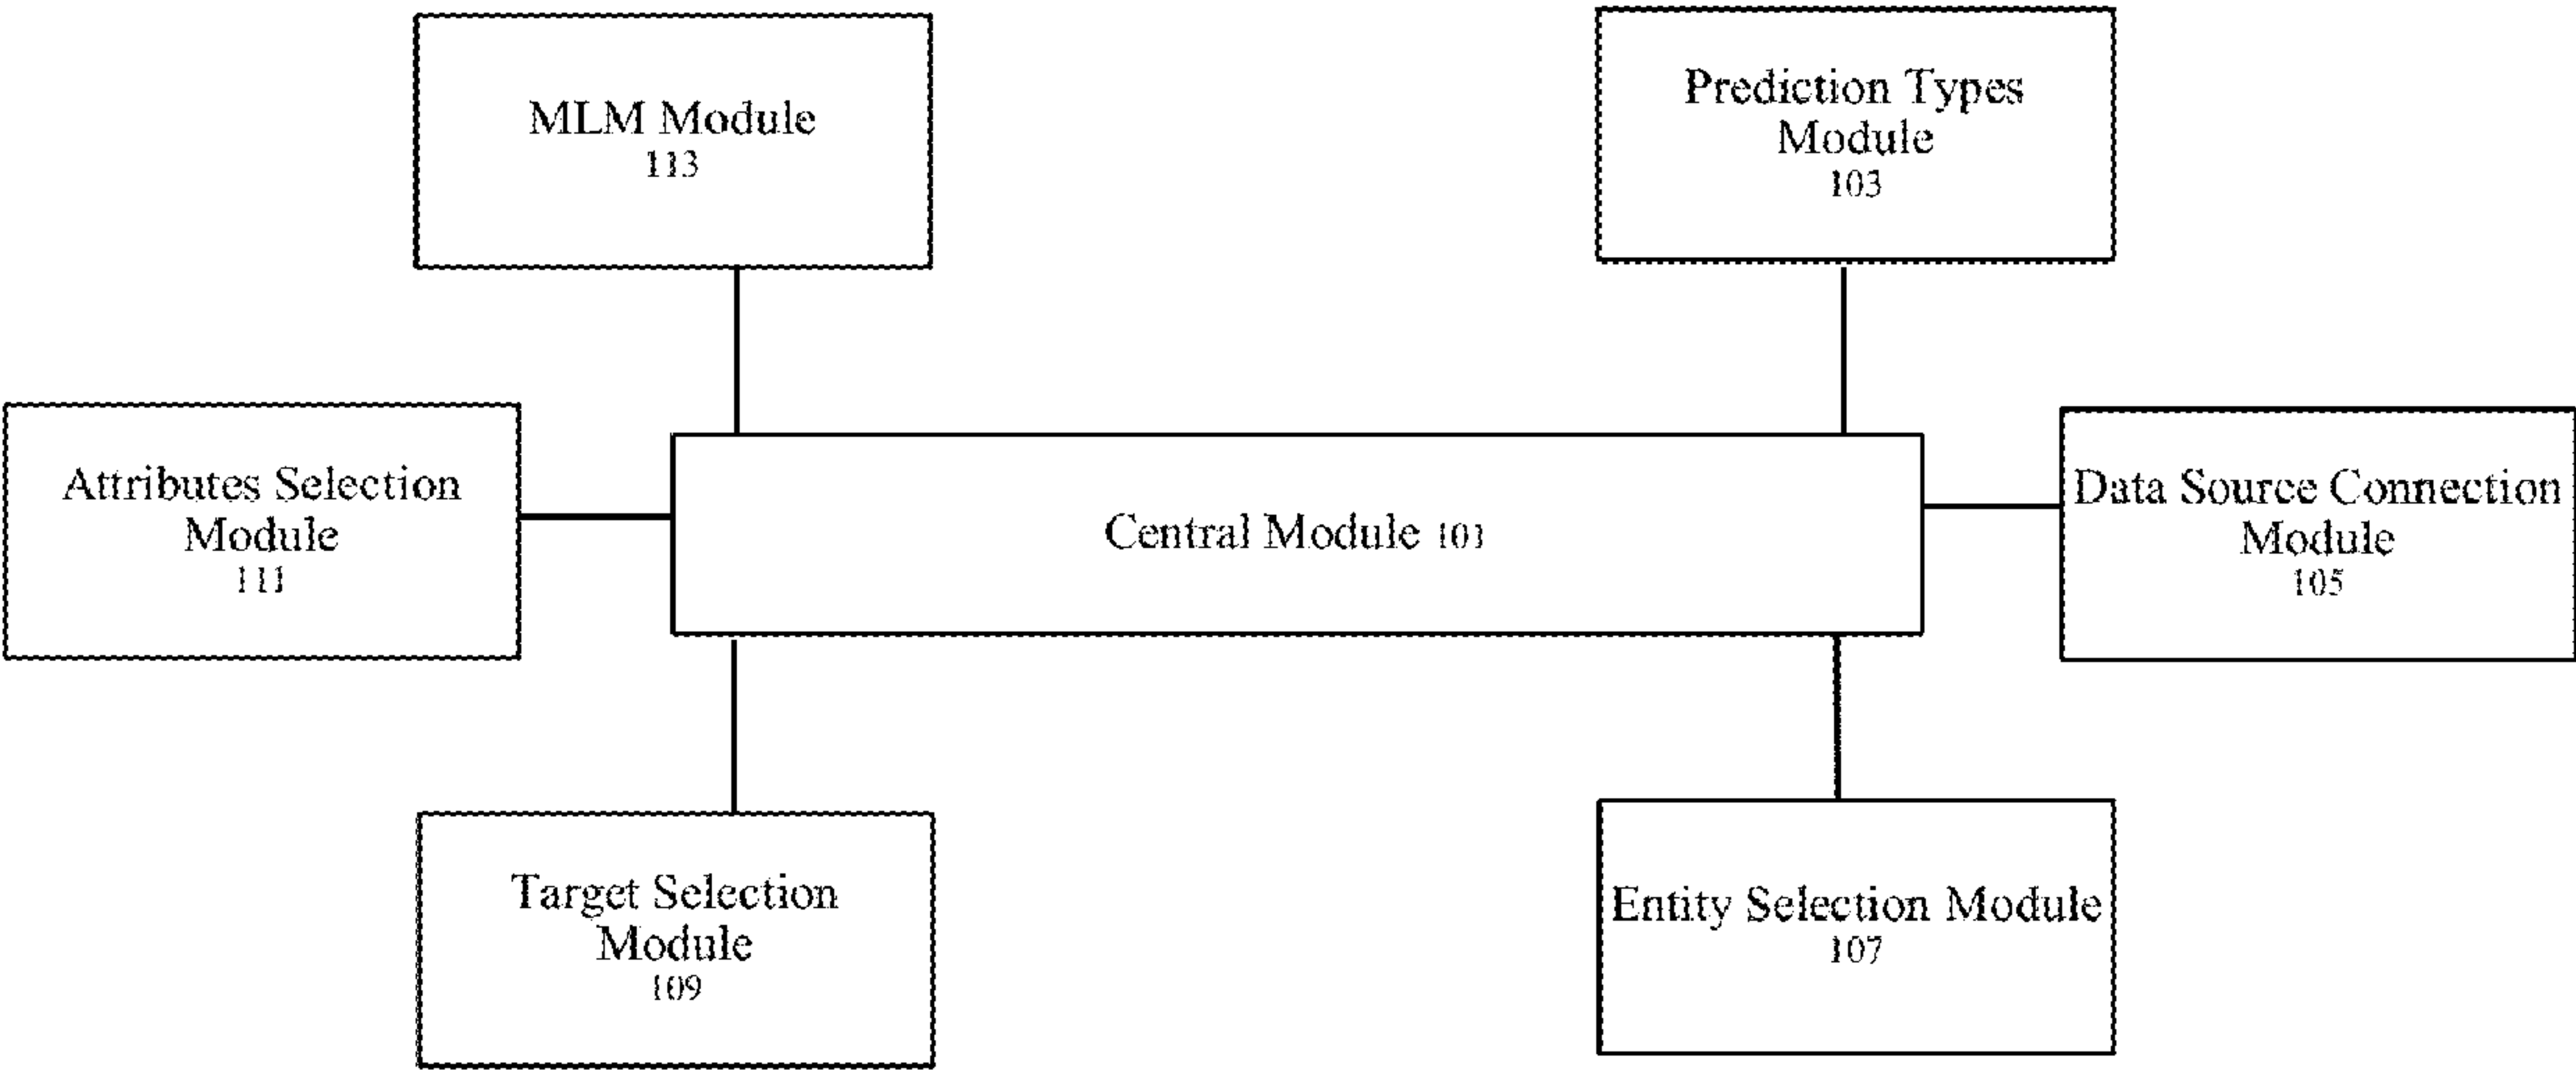 MLM Module
113
Prediction Types
Module
103
Attributes Selection
Module
111
Central Module 101
Data Source Connection
Module
105
Target Selection
Module
109
Entity Selection Module
107